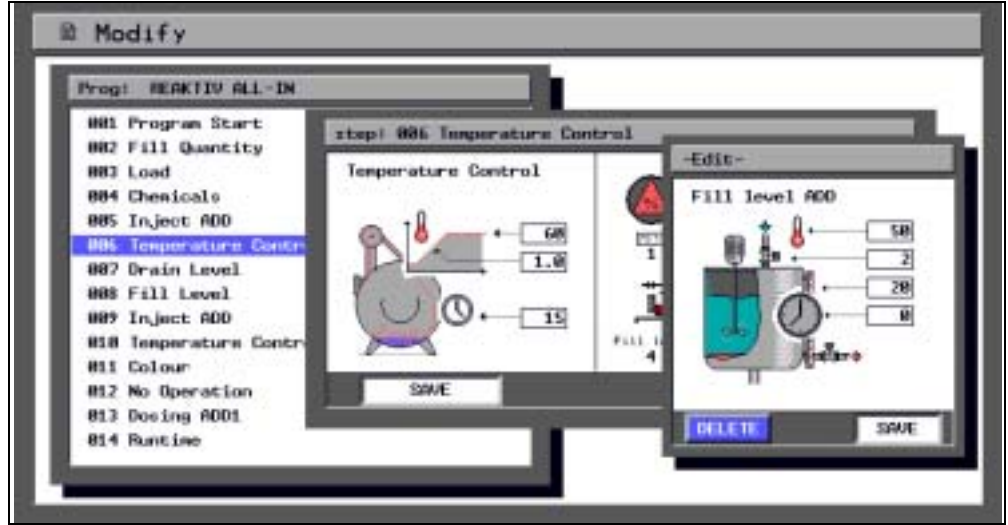 Modify
Prog: REAKTIV ALL-IN
001 Program Start
002 Fill Quantity
003 Load
004 Chemicals
005 Inject ADD
006 Temperature Contr
007 Drain Level
008 Fill Level
009 Inject ADD
010 Temperature Contr
011 Colour
012 No Operation
013 Dosing ADD1
014 Runtime
step: 006 Temperature Control
Temperature Control
60
1.0
15
1
Fill
4
SAVE
-Edit-
Fill level ADD
50
2
20
0
DELETE
SAVE